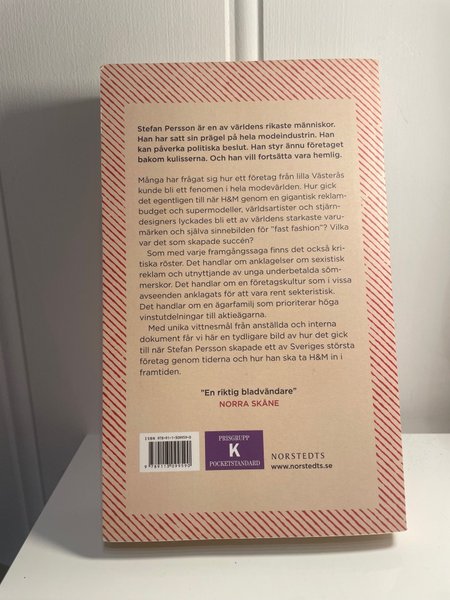 Stefan Persson är en av världens rikaste människor.
Han har satt sin prägel på hela modeindustrin. Han
kan påverka politiska beslut. Han styr ännu företaget
bakom kulisserna. Och han vill fortsätta vara hemlig.
Många har frågat sig hur ett företag från lilla Västerås
kunde bli ett fenomen i hela modevärlden. Hur gick
det egentligen till när H&M genom en gigantisk reklam-
budget och supermodeller, världsartister och stjärn-
designers lyckades bli ett av världens starkaste varu-
märken och själva sinnebilden för "fast fashion"? Vilka
var det som skapade succén?
Som med varje framgångssaga finns det också kri-
tiska röster. Det handlar om anklagelser om sexistisk
reklam och utnyttjande av unga underbetalda söm-
merskor. Det handlar om en företagskultur som i vissa
avseenden anklagats för att vara rent sekteristisk.
Det handlar om en ägarfamilj som prioriterar höga
vinstutdelningar till aktieägarna.
Med unika vittnesmål från anställda och interna
dokument får vi här en tydligare bild av hur det gick
till när Stefan Persson skapade ett av Sveriges största
företag genom tiderna och hur han ska ta H&M in i
framtiden.
"En riktig bladvändare"
NORRA SKÅNE
PRISGRUPP
K
POCKETSTANDARD
NORSTEDTS
www.norstedts.se